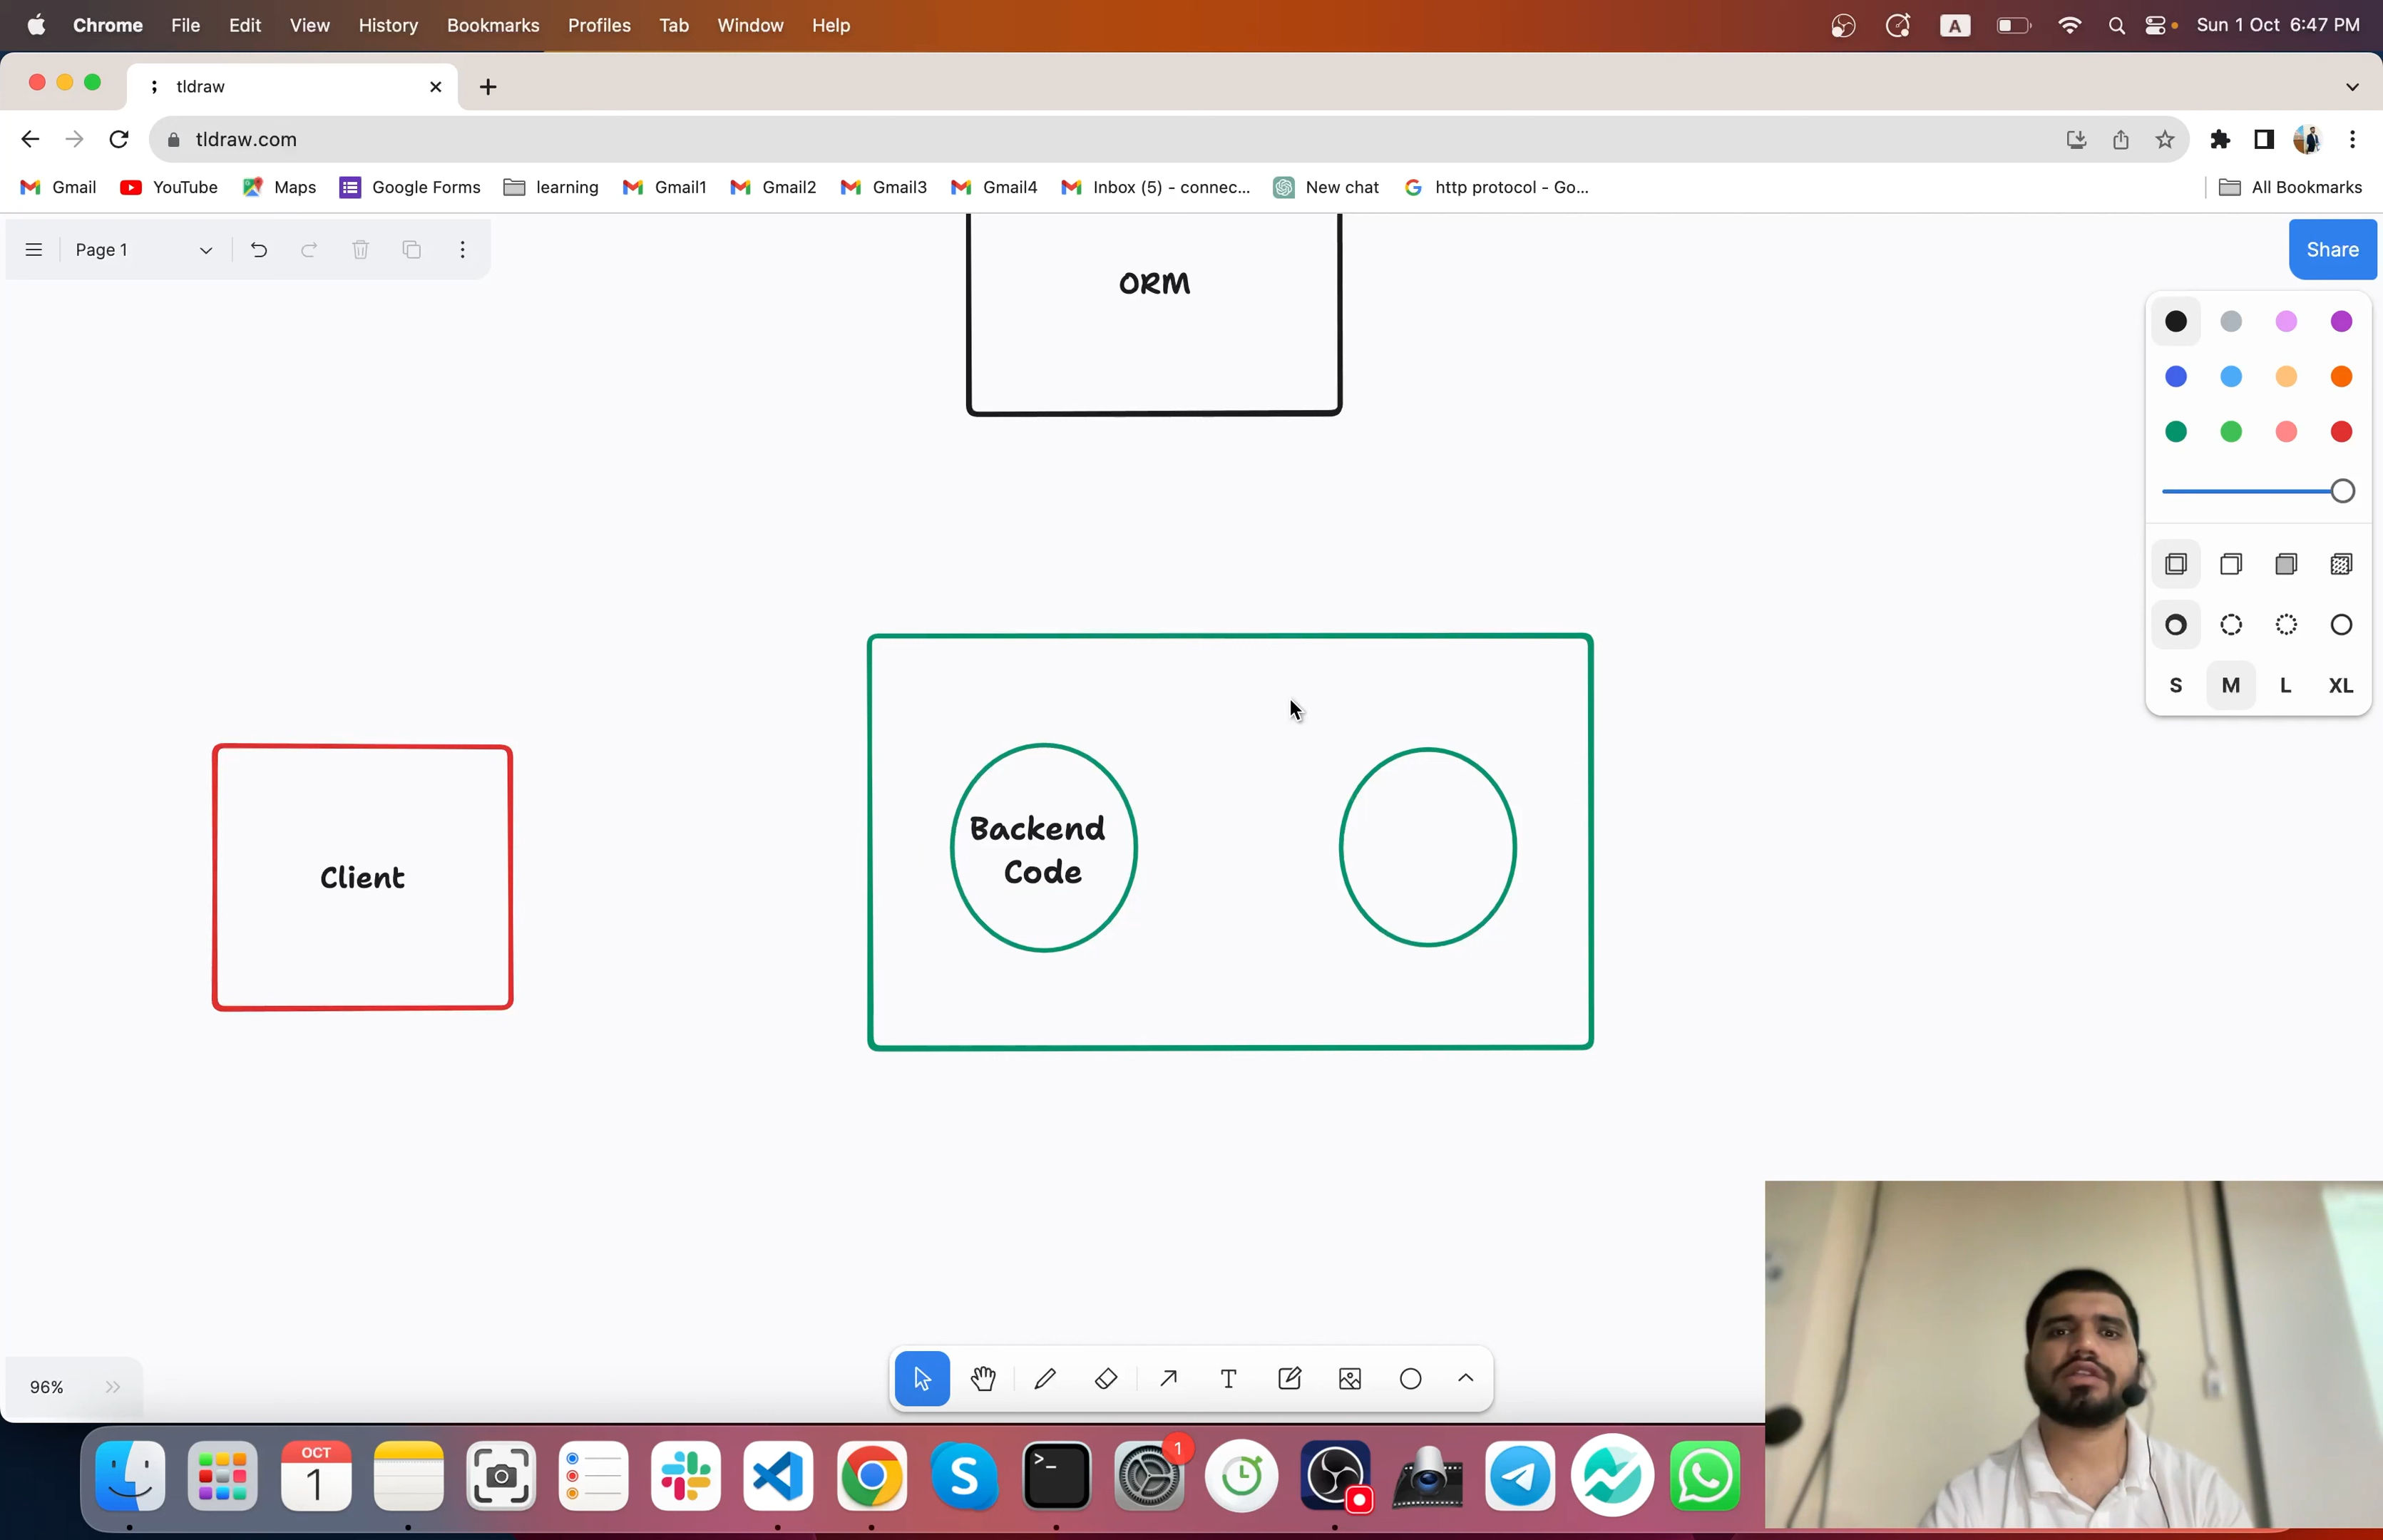 Chrome File Edit View History Bookmarks Profiles Tab Window Help A Sun 1 Oct 6:47 PM
tldraw
tldraw.com
Gmail YouTube Maps Google Forms learning Gmail1 Gmail2 Gmail3 Gmail4 Inbox (5) - connec... New chat http protocol - Go... All Bookmarks
Page 1 Share
ORM
S M L XL
Backend
Code
Client
96% T
OCT
1
S
>_
1